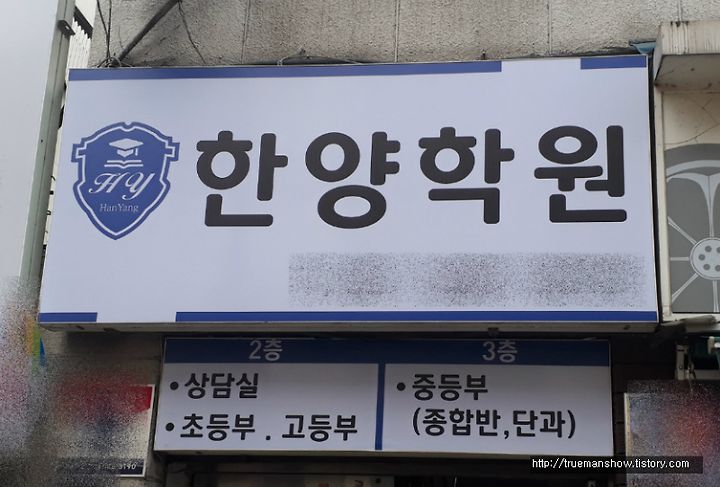 HY
HanYang
한양학원
2층
• 상담실
• 초등부 . 고등부
3층
• 중등부
(종합반,단과)
http://truemanshow.tistory.com